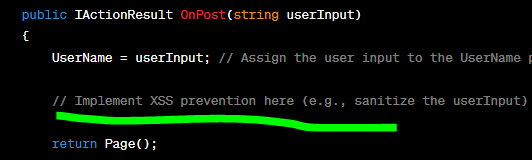 public IActionResult OnPost(string userInput)
{
UserName = userInput; // Assign the user input to the UserName p
// Implement XSS prevention here (e.g., sanitize the userInput)
return Page();